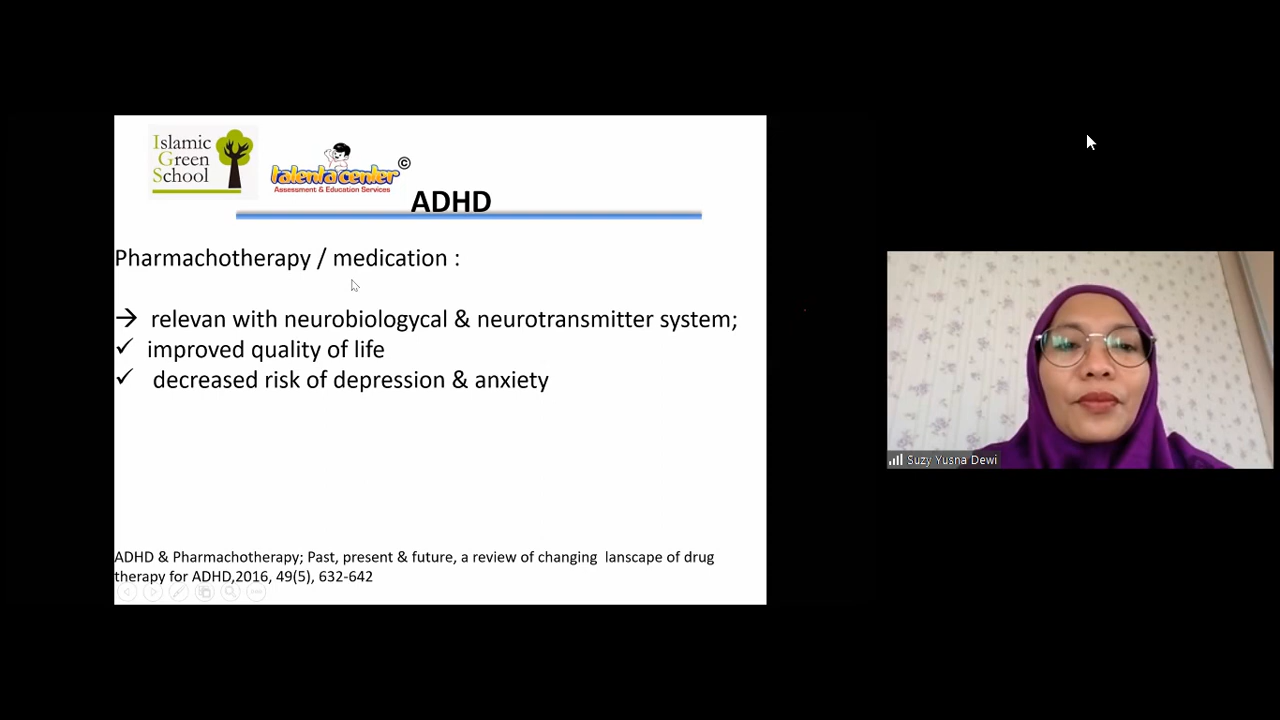 Islamic
Green
School
talenta center ©
Assessment & Education Services
ADHD
Pharmachotherapy / medication :
→ relevan with neurobiologycal & neurotransmitter system;
✓ improved quality of life
✓ decreased risk of depression & anxiety
ADHD & Pharmachotherapy; Past, present & future, a review of changing lanscape of drug
therapy for ADHD,2016, 49(5), 632-642
Suzy Yusna Dewi